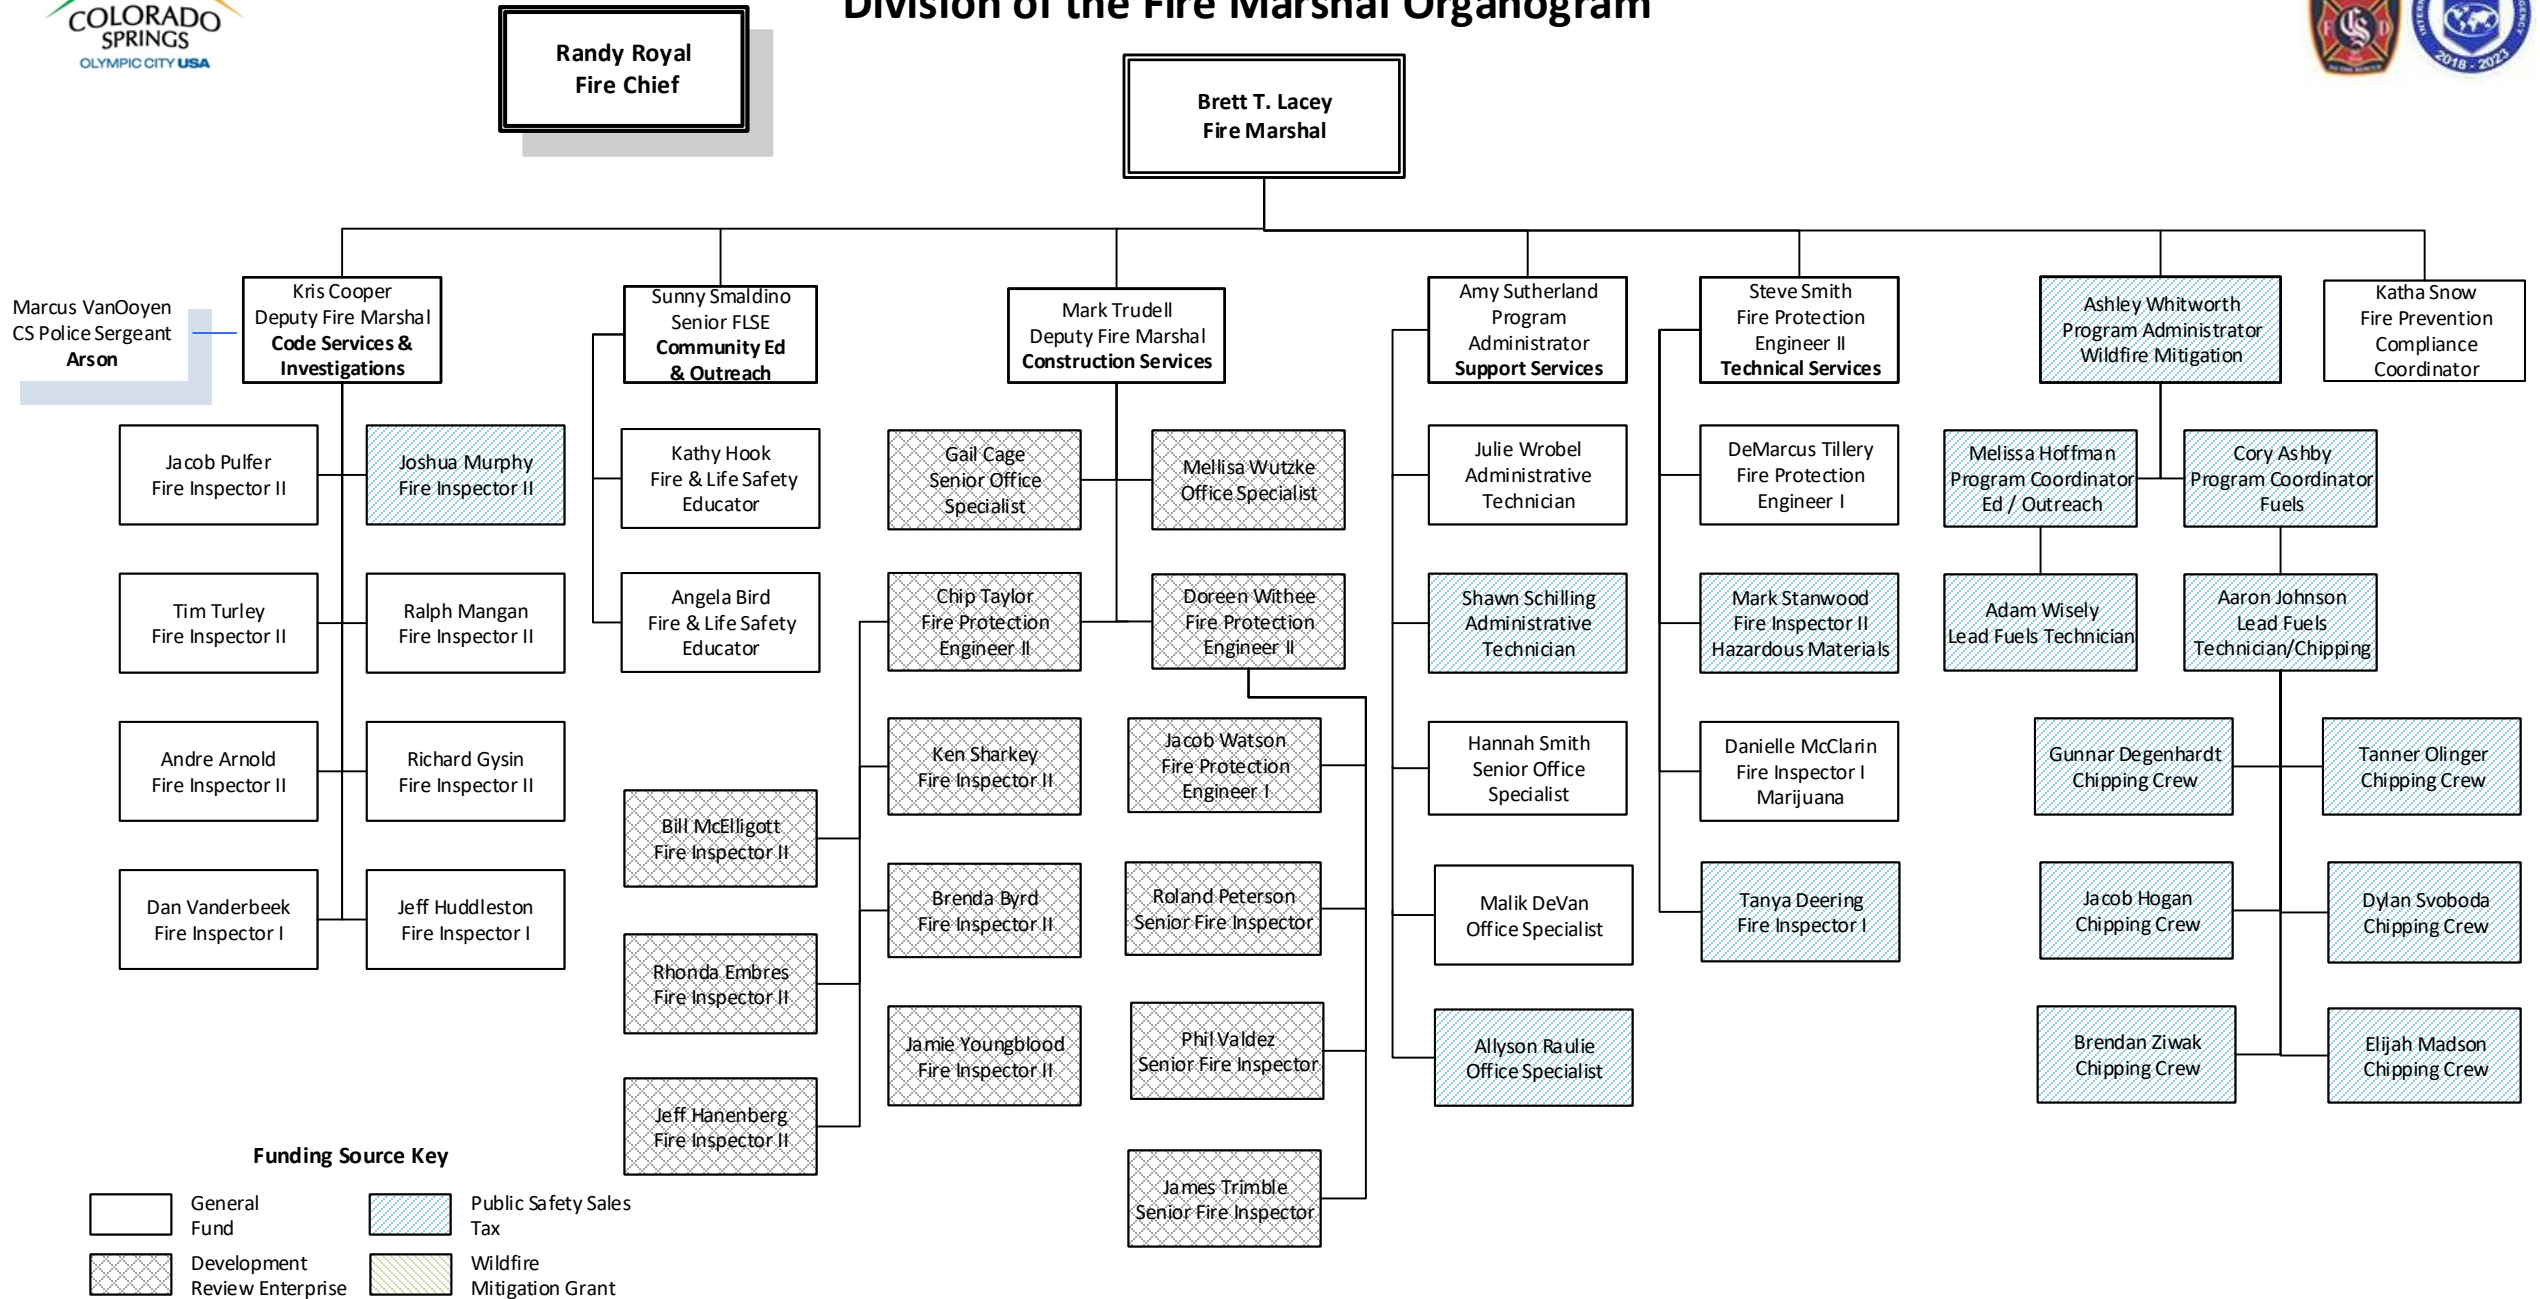 COLORADO
SPRINGS
OLYMPIC CITY USA
Division of the Fire Marshal Organogram
F D
2018 - 2023
Randy Royal
Fire Chief
Brett T. Lacey
Fire Marshal
Marcus VanOoyen
CS Police Sergeant
Arson
Kris Cooper
Deputy Fire Marshal
Code Services &
Investigations
Sunny Smaldino
Senior FLSE
Community Ed
& Outreach
Mark Trudell
Deputy Fire Marshal
Construction Services
Amy Sutherland
Program
Administrator
Support Services
Steve Smith
Fire Protection
Engineer II
Technical Services
Ashley Whitworth
Program Administrator
Wildfire Mitigation
Katha Snow
Fire Prevention
Compliance
Coordinator
Jacob Pulfer
Fire Inspector II
Joshua Murphy
Fire Inspector II
Tim Turley
Fire Inspector II
Ralph Mangan
Fire Inspector II
Andre Arnold
Fire Inspector II
Richard Gysin
Fire Inspector II
Dan Vanderbeek
Fire Inspector I
Jeff Huddleston
Fire Inspector I
Kathy Hook
Fire & Life Safety
Educator
Angela Bird
Fire & Life Safety
Educator
Gail Cage
Senior Office
Specialist
Mellisa Wutzke
Office Specialist
Chip Taylor
Fire Protection
Engineer II
Doreen Withee
Fire Protection
Engineer II
Ken Sharkey
Fire Inspector II
Bill McElligott
Fire Inspector II
Brenda Byrd
Fire Inspector II
Rhonda Embres
Fire Inspector II
Jamie Youngblood
Fire Inspector II
Jeff Hanenberg
Fire Inspector II
Jacob Watson
Fire Protection
Engineer I
Roland Peterson
Senior Fire Inspector
Phil Valdez
Senior Fire Inspector
James Trimble
Senior Fire Inspector
Julie Wrobel
Administrative
Technician
Shawn Schilling
Administrative
Technician
Hannah Smith
Senior Office
Specialist
Malik DeVan
Office Specialist
Allyson Raulie
Office Specialist
DeMarcus Tillery
Fire Protection
Engineer I
Mark Stanwood
Fire Inspector II
Hazardous Materials
Danielle McClarin
Fire Inspector I
Marijuana
Tanya Deering
Fire Inspector I
Melissa Hoffman
Program Coordinator
Ed / Outreach
Cory Ashby
Program Coordinator
Fuels
Adam Wisely
Lead Fuels Technician
Aaron Johnson
Lead Fuels
Technician/Chipping
Gunnar Degenhardt
Chipping Crew
Tanner Olinger
Chipping Crew
Jacob Hogan
Chipping Crew
Dylan Svoboda
Chipping Crew
Brendan Ziwak
Chipping Crew
Elijah Madson
Chipping Crew
Funding Source Key
General
Fund
Public Safety Sales
Tax
Development
Review Enterprise
Wildfire
Mitigation Grant